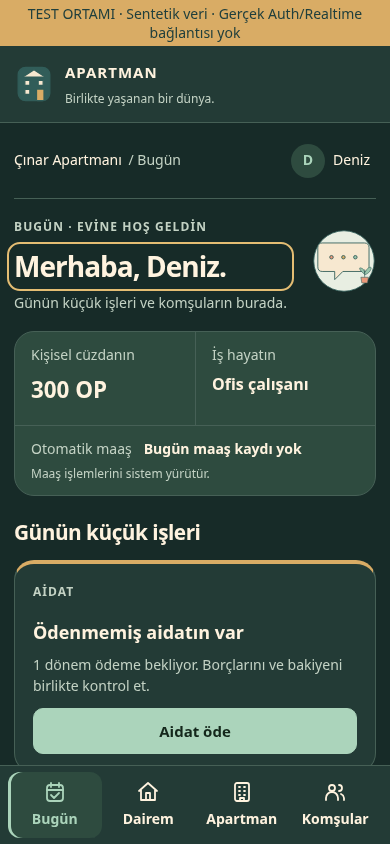 TEST ORTAMI · Sentetik veri · Gerçek Auth/Realtime
bağlantısı yok
APARTMAN
Birlikte yaşanan bir dünya.
Çınar Apartmanı / Bugün
D Deniz
BUGÜN · EVİNE HOŞ GELDİN
Merhaba, Deniz.
Günün küçük işleri ve komşuların burada.
Kişisel cüzdanın
300 OP
İş hayatın
Ofis çalışanı
Otomatik maaş Bugün maaş kaydı yok
Maaş işlemlerini sistem yürütür.
Günün küçük işleri
AİDAT
Ödenmemiş aidatın var
1 dönem ödeme bekliyor. Borçlarını ve bakiyeni
birlikte kontrol et.
Aidat öde
Bugün Dairem Apartman Komşular